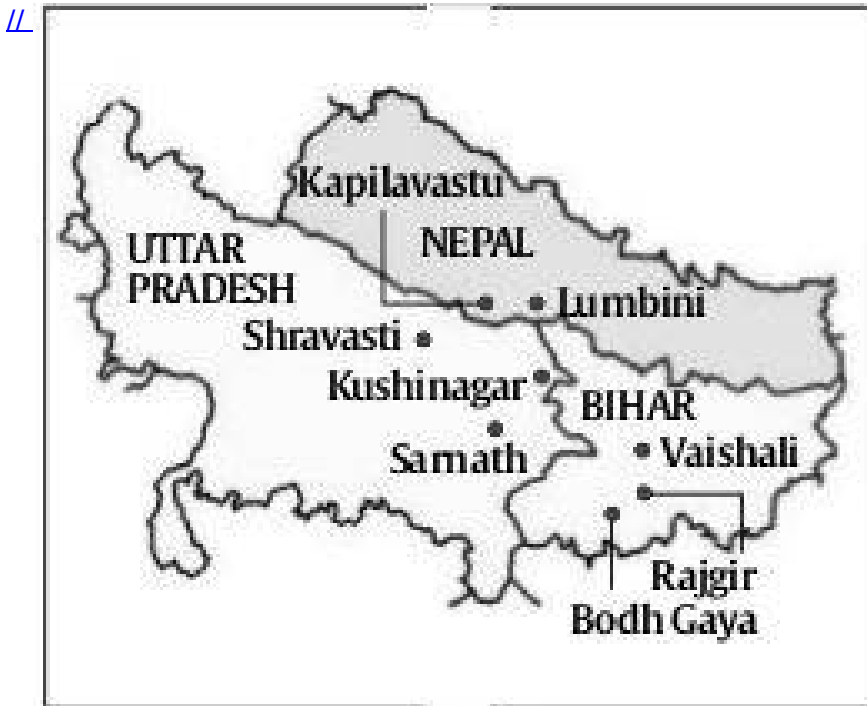 //
Kapilavastu
NEPAL
UTTAR
PRADESH
Lumbini
Shravasti
Kushinagar
BIHAR
Sarnath
Vaishali
Rajgir
Bodh Gaya